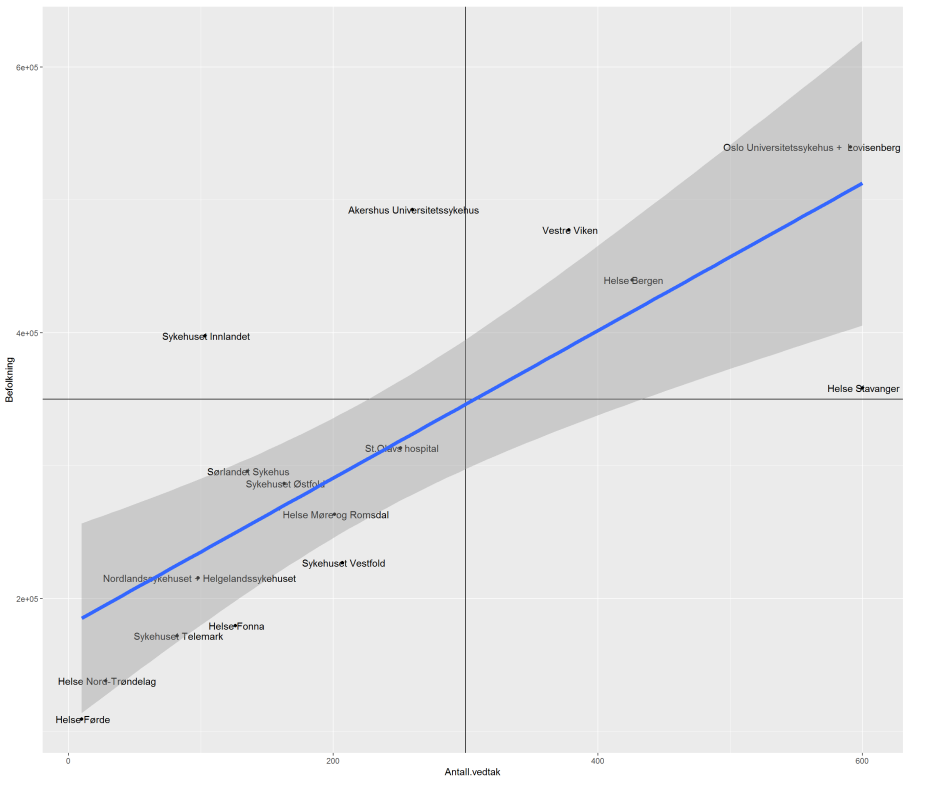 6e+05
Oslo Universitetssykehus + Lovisenberg
Akershus Universitetssykehus
Vestre Viken
Helse Bergen
4e+05
Sykehuset Innlandet
Befolkning
Helse Stavanger
St.Olavs hospital
Sørlandet Sykehus
Sykehuset Østfold
Helse Møre og Romsdal
Sykehuset Vestfold
Nordlandssykehuset + Helgelandssykehuset
2e+05
Helse Fonna
Sykehuset Telemark
Helse Nord-Trøndelag
Helse Førde
0
200
400
600
Antall.vedtak